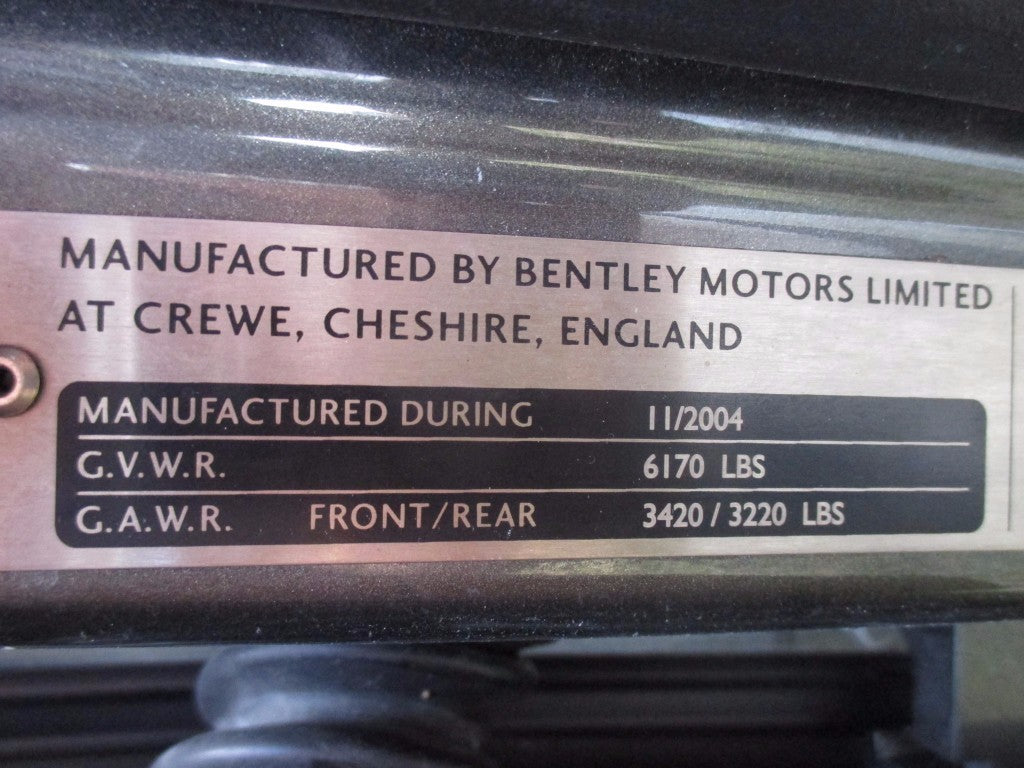 MANUFACTURED BY BENTLEY MOTORS LIMITED
AT CREWE, CHESHIRE, ENGLAND
MANUFACTURED DURING 11/2004
G.V.W.R. 6170 LBS
G.A.W.R. FRONT/REAR 3420 / 3220 LBS